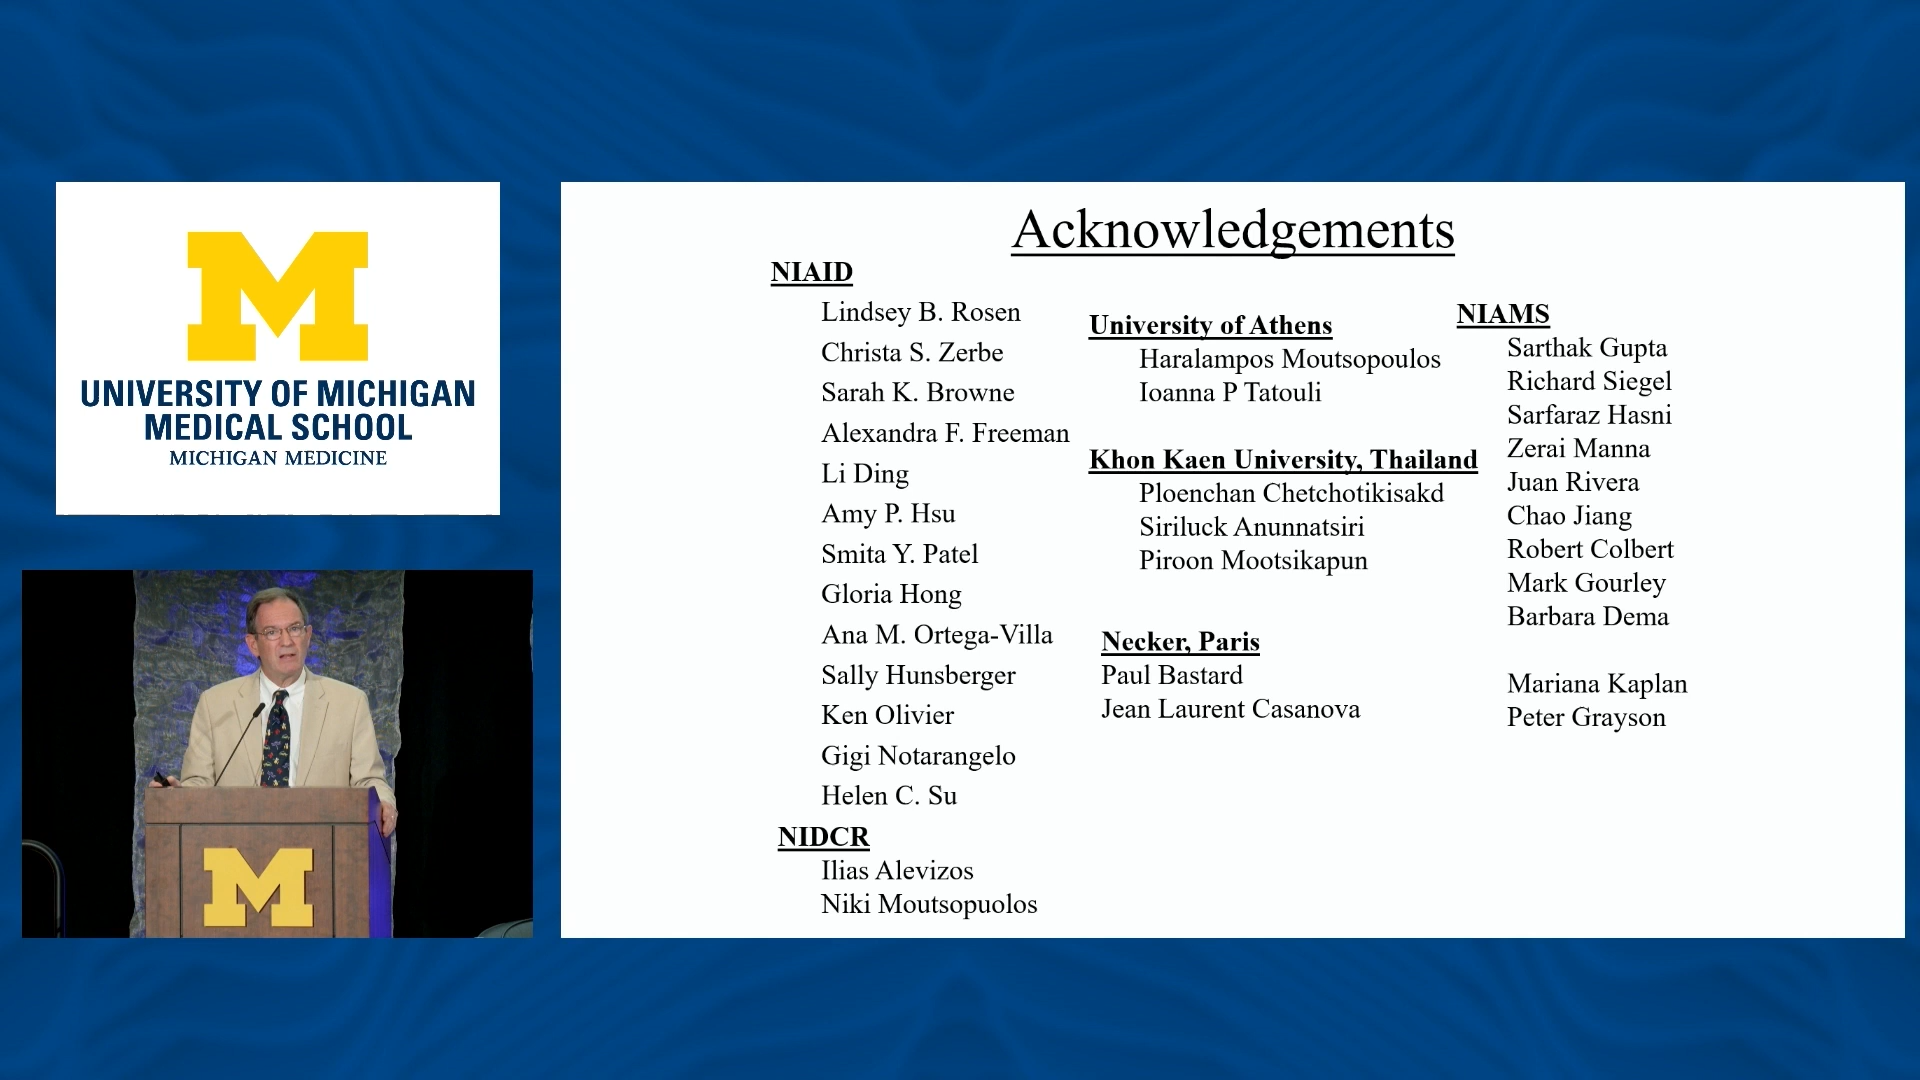 M
UNIVERSITY OF MICHIGAN
MEDICAL SCHOOL
MICHIGAN MEDICINE
M
Acknowledgements
NIAID
Lindsey B. Rosen
Christa S. Zerbe
Sarah K. Browne
Alexandra F. Freeman
Li Ding
Amy P. Hsu
Smita Y. Patel
Gloria Hong
Ana M. Ortega-Villa
Sally Hunsberger
Ken Olivier
Gigi Notarangelo
Helen C. Su
NIDCR
Ilias Alevizos
Niki Moutsopuolos
University of Athens
Haralampos Moutsopoulos
Ioanna P Tatouli
Khon Kaen University, Thailand
Ploenchan Chetchotikisakd
Siriluck Anunnatsiri
Piroon Mootsikapun
Necker, Paris
Paul Bastard
Jean Laurent Casanova
NIAMS
Sarthak Gupta
Richard Siegel
Sarfaraz Hasni
Zerai Manna
Juan Rivera
Chao Jiang
Robert Colbert
Mark Gourley
Barbara Dema
Mariana Kaplan
Peter Grayson